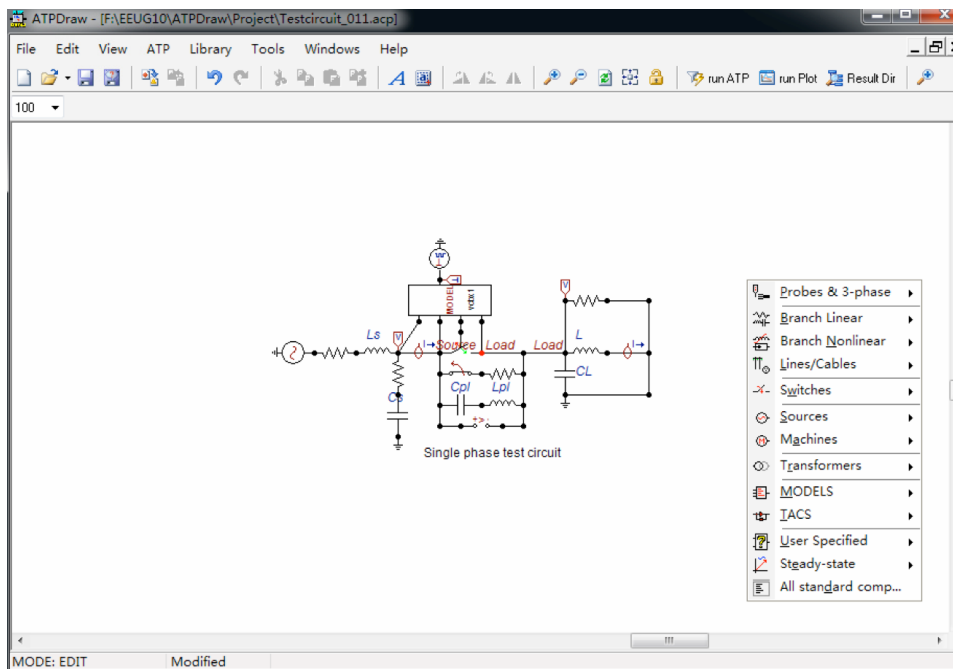 ATPDraw - [F:\EEUG10\ATPDraw\Project\Testcircuit_011.acp]
File Edit View ATP Library Tools Windows Help
A a run ATP run Plot Result Dir
100
MODEL
vcbx1
T
V
V
Ls
I
Source
Load
Load
L
I
Cs
Cpl
Lpl
CL
Single phase test circuit
Probes & 3-phase
Branch Linear
Branch Nonlinear
Lines/Cables
Switches
Sources
Machines
Transformers
MODELS
TACS
User Specified
Steady-state
All standard comp...
MODE: EDIT Modified